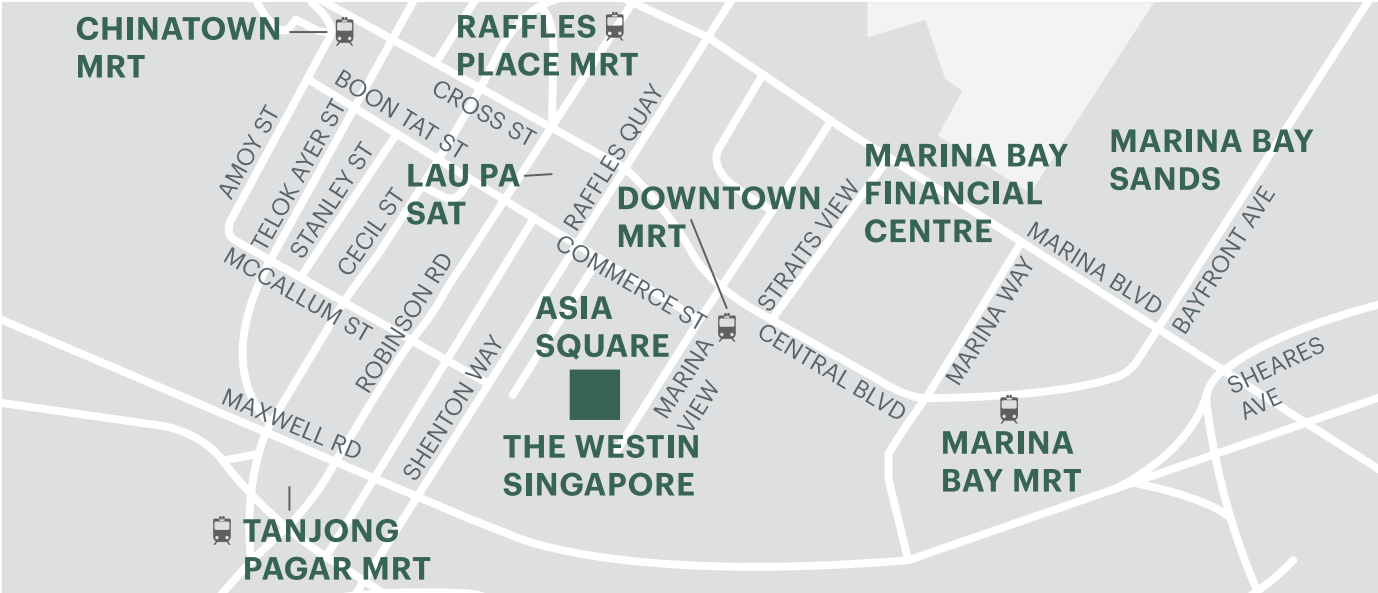 CHINATOWN
MRT
RAFFLES
PLACE MRT
BOON TAT ST
CROSS ST
AMOY ST
TELOK AYER ST
STANLEY ST
CECIL ST
LAU PA
SAT
RAFFLES QUAY
DOWNTOWN
MRT
STRAITS VIEW
MARINA BAY
FINANCIAL
CENTRE
MARINA BAY
SANDS
MCCALLUM ST
ROBINSON RD
COMMERCE ST
MARINA BLVD
BAYFRONT AVE
MARINA WAY
ASIA
SQUARE
SHENTON WAY
MARINA
VIEW
CENTRAL BLVD
SHEARES
AVE
MAXWELL RD
THE WESTIN
SINGAPORE
MARINA
BAY MRT
TANJONG
PAGAR MRT